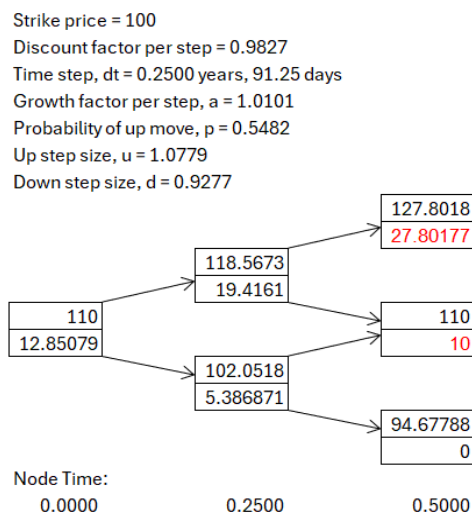 Strike price = 100
Discount factor per step = 0.9827
Time step, dt = 0.2500 years, 91.25 days
Growth factor per step, a = 1.0101
Probability of up move, p = 0.5482
Up step size, u = 1.0779
Down step size, d = 0.9277
127.8018
27.80177
118.5673
19.4161
110
12.85079
110
10
102.0518
5.386871
94.67788
0
Node Time:
0.0000 0.2500 0.5000